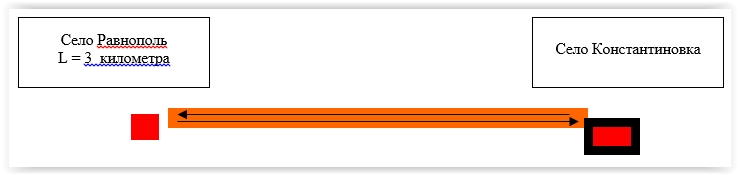 Село Равнополь
L = 3 километра
Село Константиновка